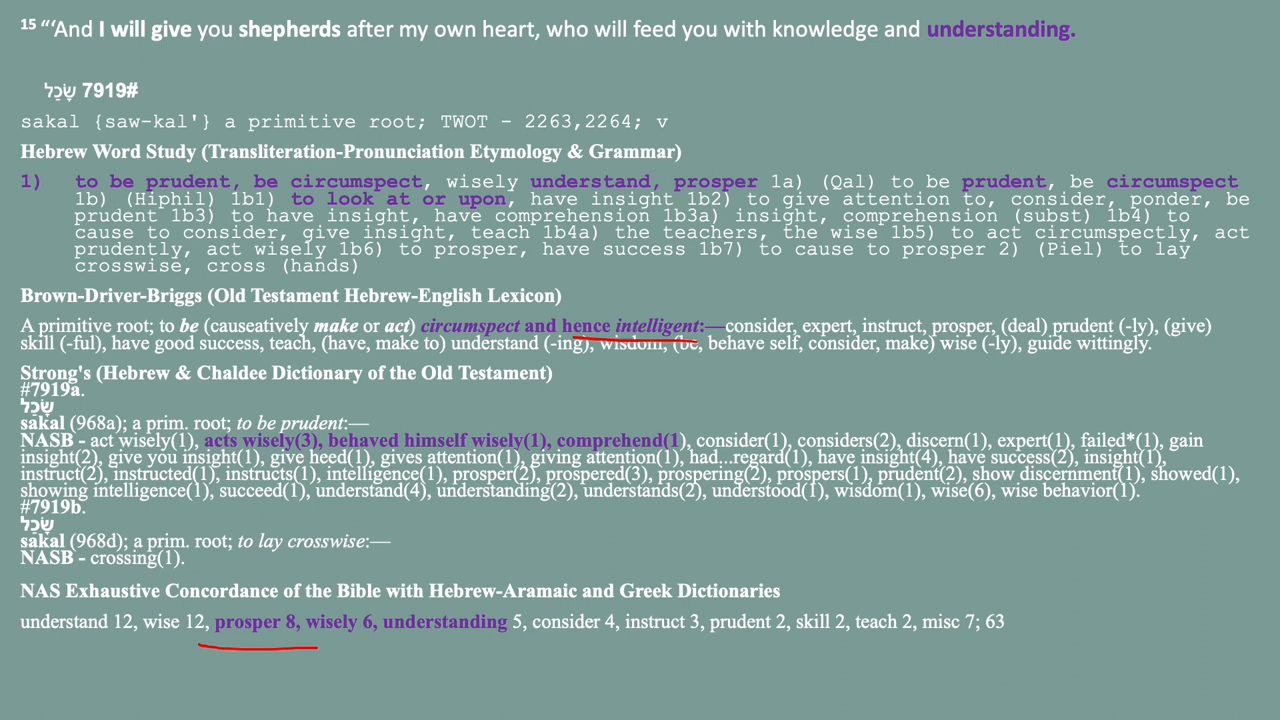 15 “‘And I will give you shepherds after my own heart, who will feed you with knowledge and understanding.
שָׂכַל 7919#
sakal {saw-kal'} a primitive root; TWOT - 2263,2264; v
Hebrew Word Study (Transliteration-Pronunciation Etymology & Grammar)
1) to be prudent, be circumspect, wisely understand, prosper 1a) (Qal) to be prudent, be circumspect
1b) (Hiphil) 1b1) to look at or upon, have insight 1b2) to give attention to, consider, ponder, be
prudent 1b3) to have insight, have comprehension 1b3a) insight, comprehension (subst) 1b4) to
cause to consider, give insight, teach 1b4a) the teachers, the wise 1b5) to act circumspectly, act
prudently, act wisely 1b6) to prosper, have success 1b7) to cause to prosper 2) (Piel) to lay
crosswise, cross (hands)
Brown-Driver-Briggs (Old Testament Hebrew-English Lexicon)
A primitive root; to be (causeatively make or act) circumspect and hence intelligent:—consider, expert, instruct, prosper, (deal) prudent (-ly), (give)
skill (-ful), have good success, teach, (have, make to) understand (-ing), wisdom, (be, behave self, consider, make) wise (-ly), guide wittingly.
Strong's (Hebrew & Chaldee Dictionary of the Old Testament)
#7919a.
שָׂכַל
sakal (968a); a prim. root; to be prudent:—
NASB - act wisely(1), acts wisely(3), behaved himself wisely(1), comprehend(1), consider(1), considers(2), discern(1), expert(1), failed*(1), gain
insight(2), give you insight(1), give heed(1), gives attention(1), giving attention(1), had...regard(1), have insight(4), have success(2), insight(1),
instruct(2), instructed(1), instructs(1), intelligence(1), prosper(2), prospered(3), prospering(2), prospers(1), prudent(2), show discernment(1), showed(1),
showing intelligence(1), succeed(1), understand(4), understanding(2), understands(2), understood(1), wisdom(1), wise(6), wise behavior(1).
#7919b.
שָׂכַל
sakal (968d); a prim. root; to lay crosswise:—
NASB - crossing(1).
NAS Exhaustive Concordance of the Bible with Hebrew-Aramaic and Greek Dictionaries
understand 12, wise 12, prosper 8, wisely 6, understanding 5, consider 4, instruct 3, prudent 2, skill 2, teach 2, misc 7; 63